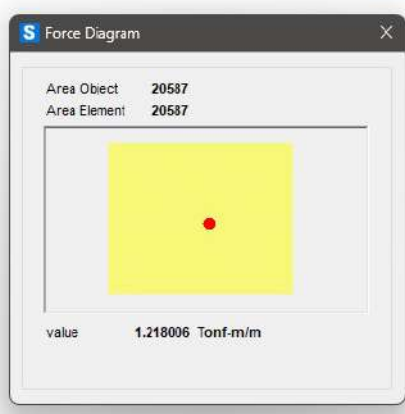 S Force Diagram
Area Object 20587
Area Element 20587
value 1.218006 Tonf-m/m